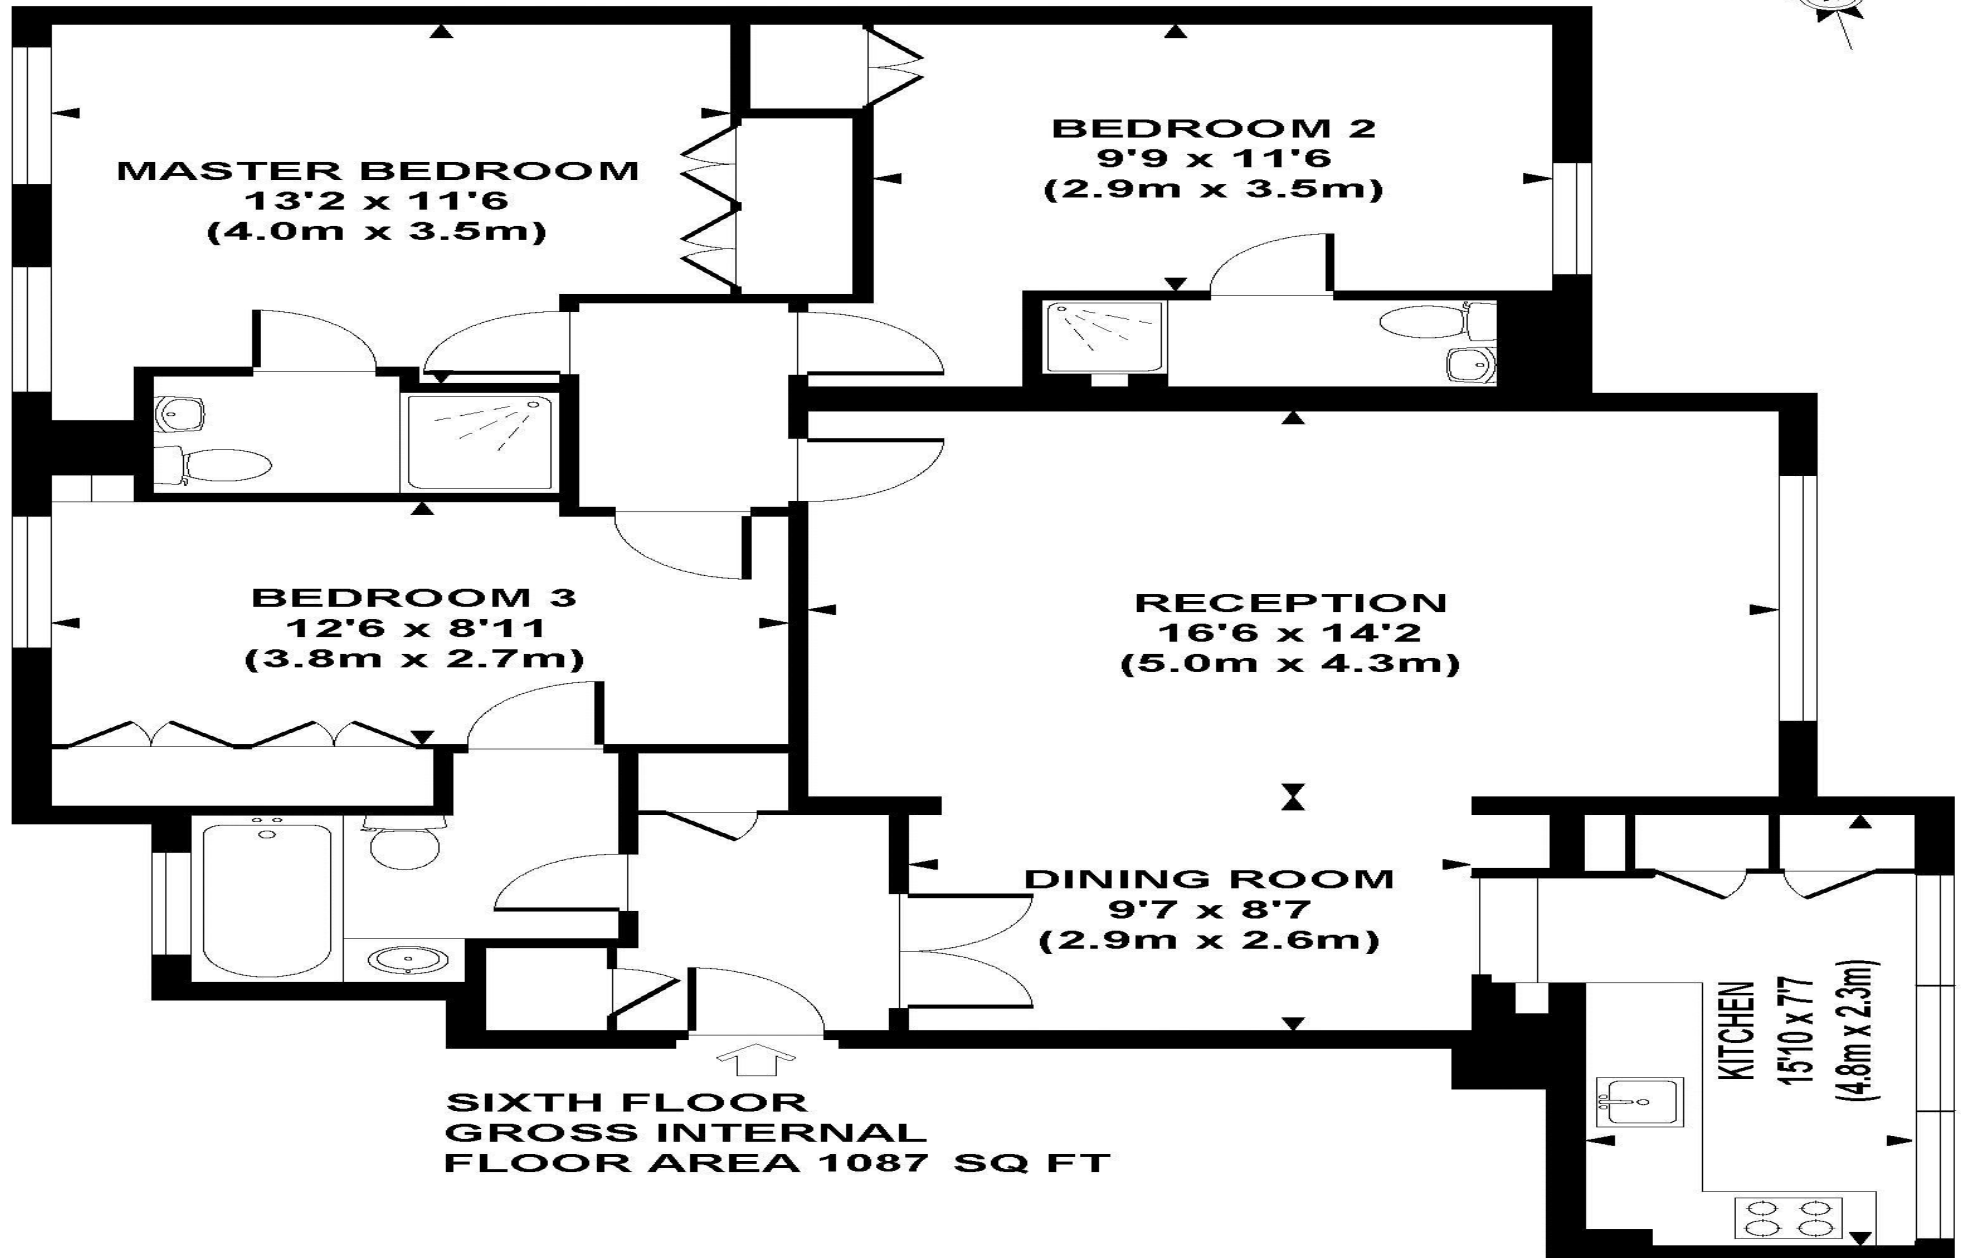 MASTER BEDROOM
13'2 x 11'6
(4.0m x 3.5m)
BEDROOM 2
9'9 x 11'6
(2.9m x 3.5m)
BEDROOM 3
12'6 x 8'11
(3.8m x 2.7m)
RECEPTION
16'6 x 14'2
(5.0m x 4.3m)
DINING ROOM
9'7 x 8'7
(2.9m x 2.6m)
KITCHEN
15'10 x 7'7
(4.8m x 2.3m)
SIXTH FLOOR
GROSS INTERNAL
FLOOR AREA 1087 SQ FT